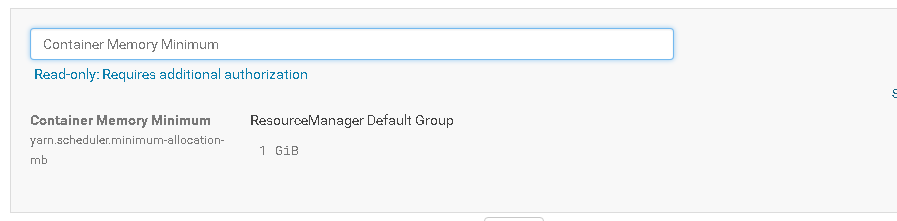 Container Memory Minimum
Read-only: Requires additional authorization
Container Memory Minimum
ResourceManager Default Group
yarn.scheduler.minimum-allocation-
mb
1 GiB